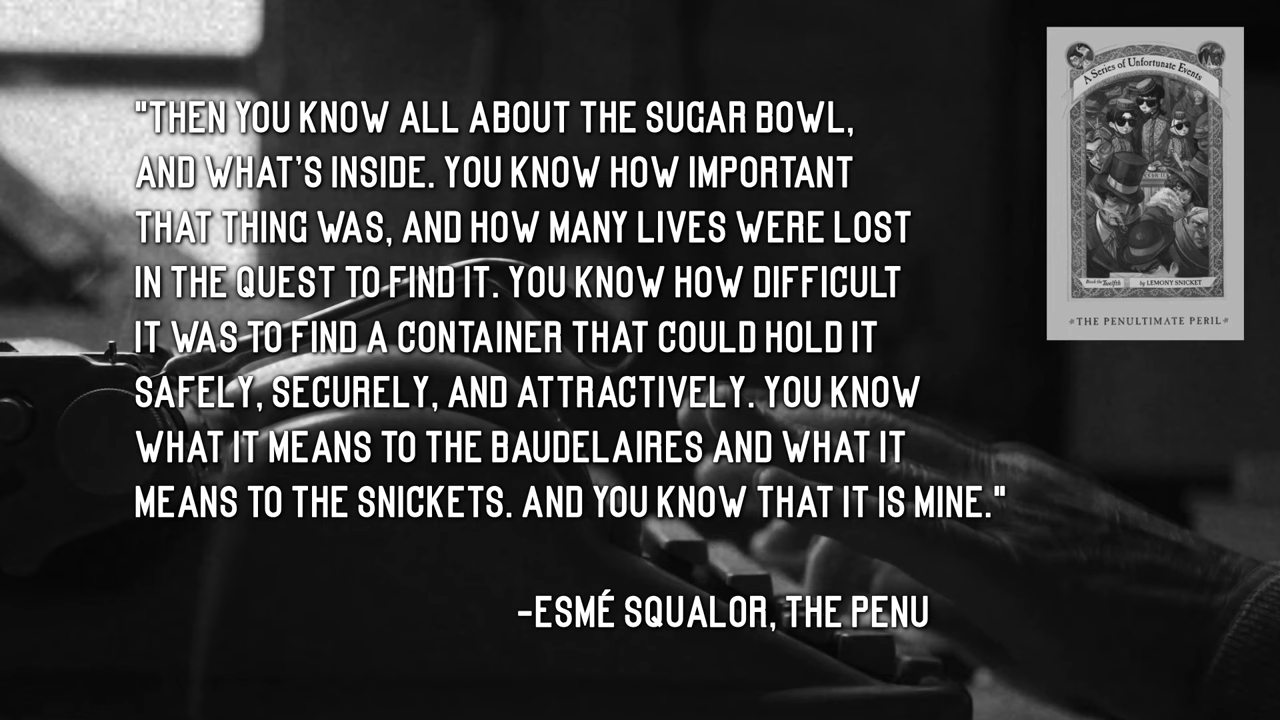 "THEN YOU KNOW ALL ABOUT THE SUGAR BOWL,
AND WHAT'S INSIDE. YOU KNOW HOW IMPORTANT
THAT THING WAS, AND HOW MANY LIVES WERE LOST
IN THE QUEST TO FIND IT. YOU KNOW HOW DIFFICULT
IT WAS TO FIND A CONTAINER THAT COULD HOLD IT
SAFELY, SECURELY, AND ATTRACTIVELY. YOU KNOW
WHAT IT MEANS TO THE BAUDELAIRES AND WHAT IT
MEANS TO THE SNICKETS. AND YOU KNOW THAT IT IS MINE."
-ESMÉ SQUALOR, THE PENU
A Series of Unfortunate Events
Book the Twelfth
by LEMONY SNICKET
*THE PENULTIMATE PERIL*